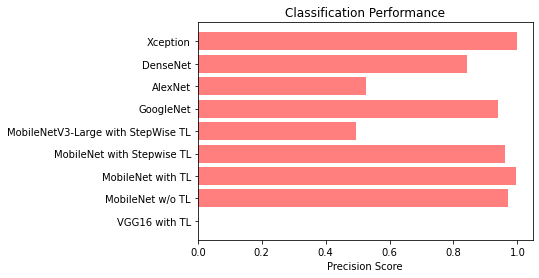 Classification Performance
Xception
DenseNet
AlexNet
GoogleNet
MobileNetV3-Large with StepWise TL
MobileNet with Stepwise TL
MobileNet with TL
MobileNet w/o TL
VGG16 with TL
0.0 0.2 0.4 0.6 0.8 1.0
Precision Score